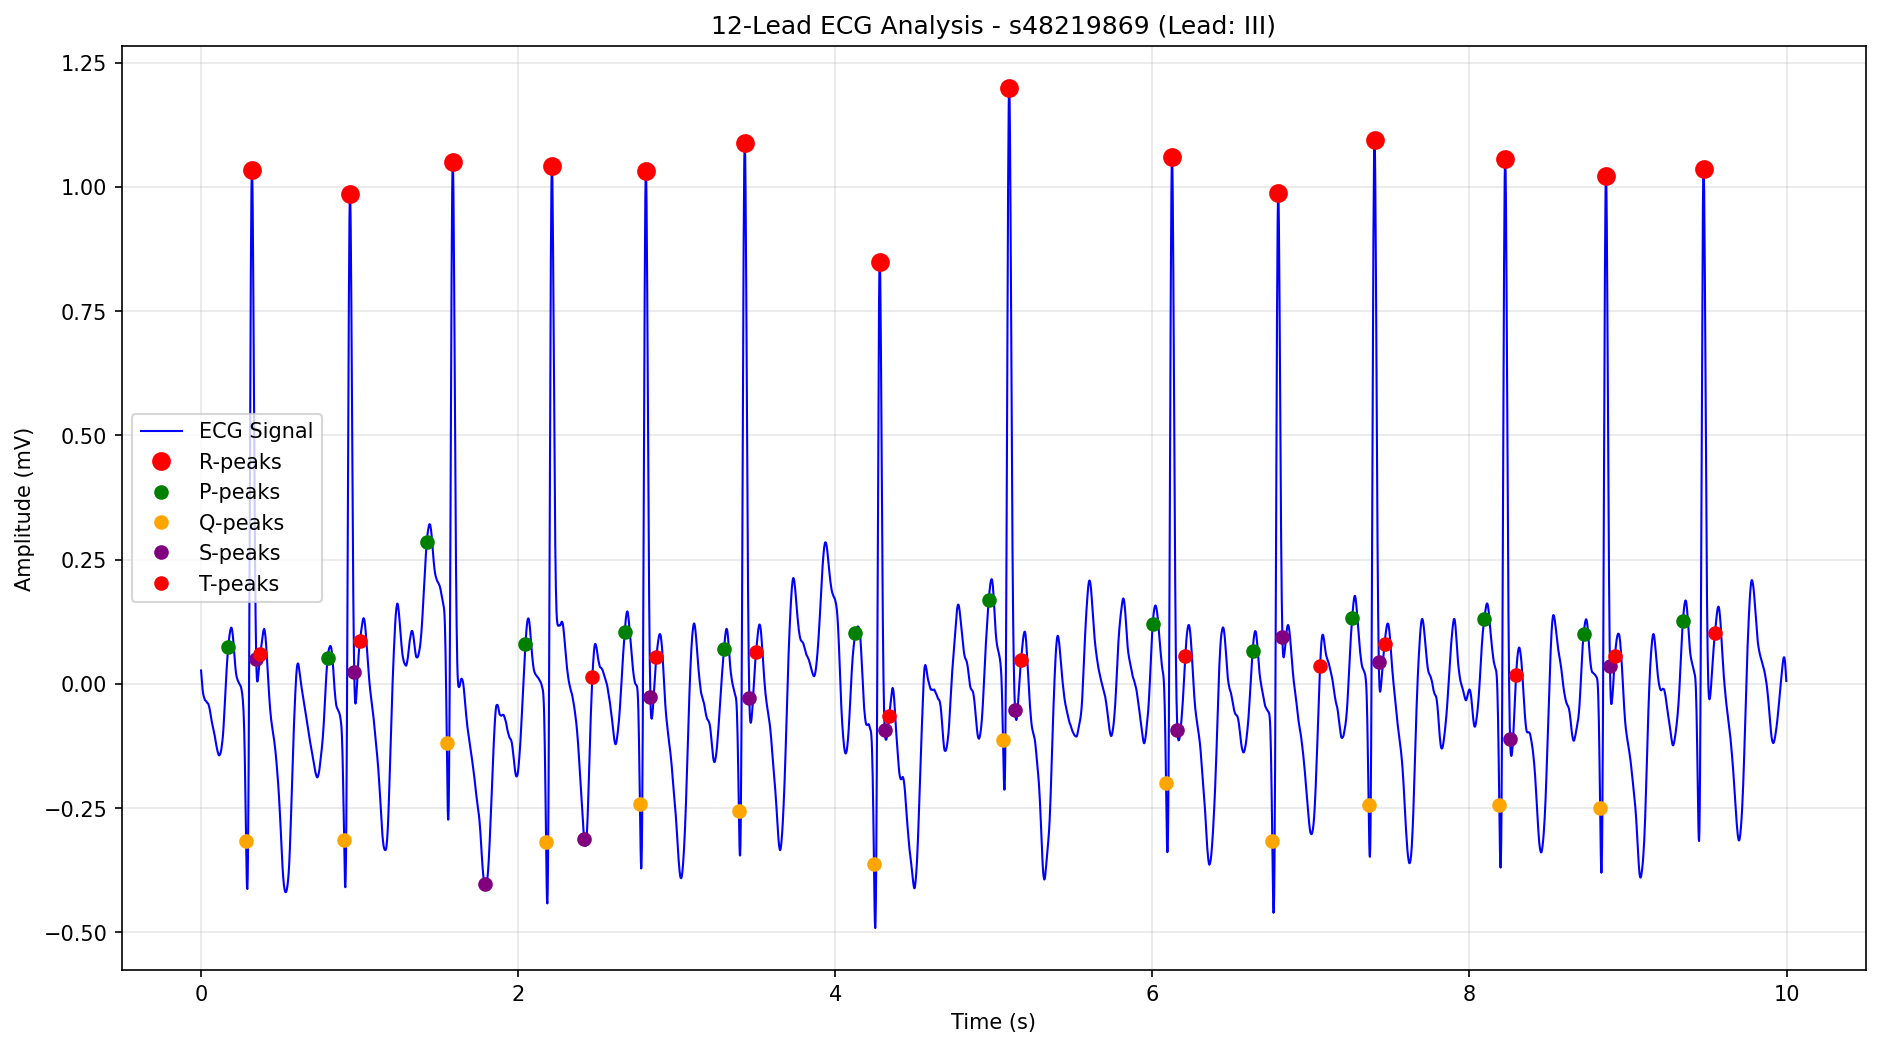 12-Lead ECG Analysis - s48219869 (Lead: III)
1.25
1.00
0.75
0.50
0.25
0.00
−0.25
−0.50
Amplitude (mV)
ECG Signal
R-peaks
P-peaks
Q-peaks
S-peaks
T-peaks
0 2 4 6 8 10
Time (s)